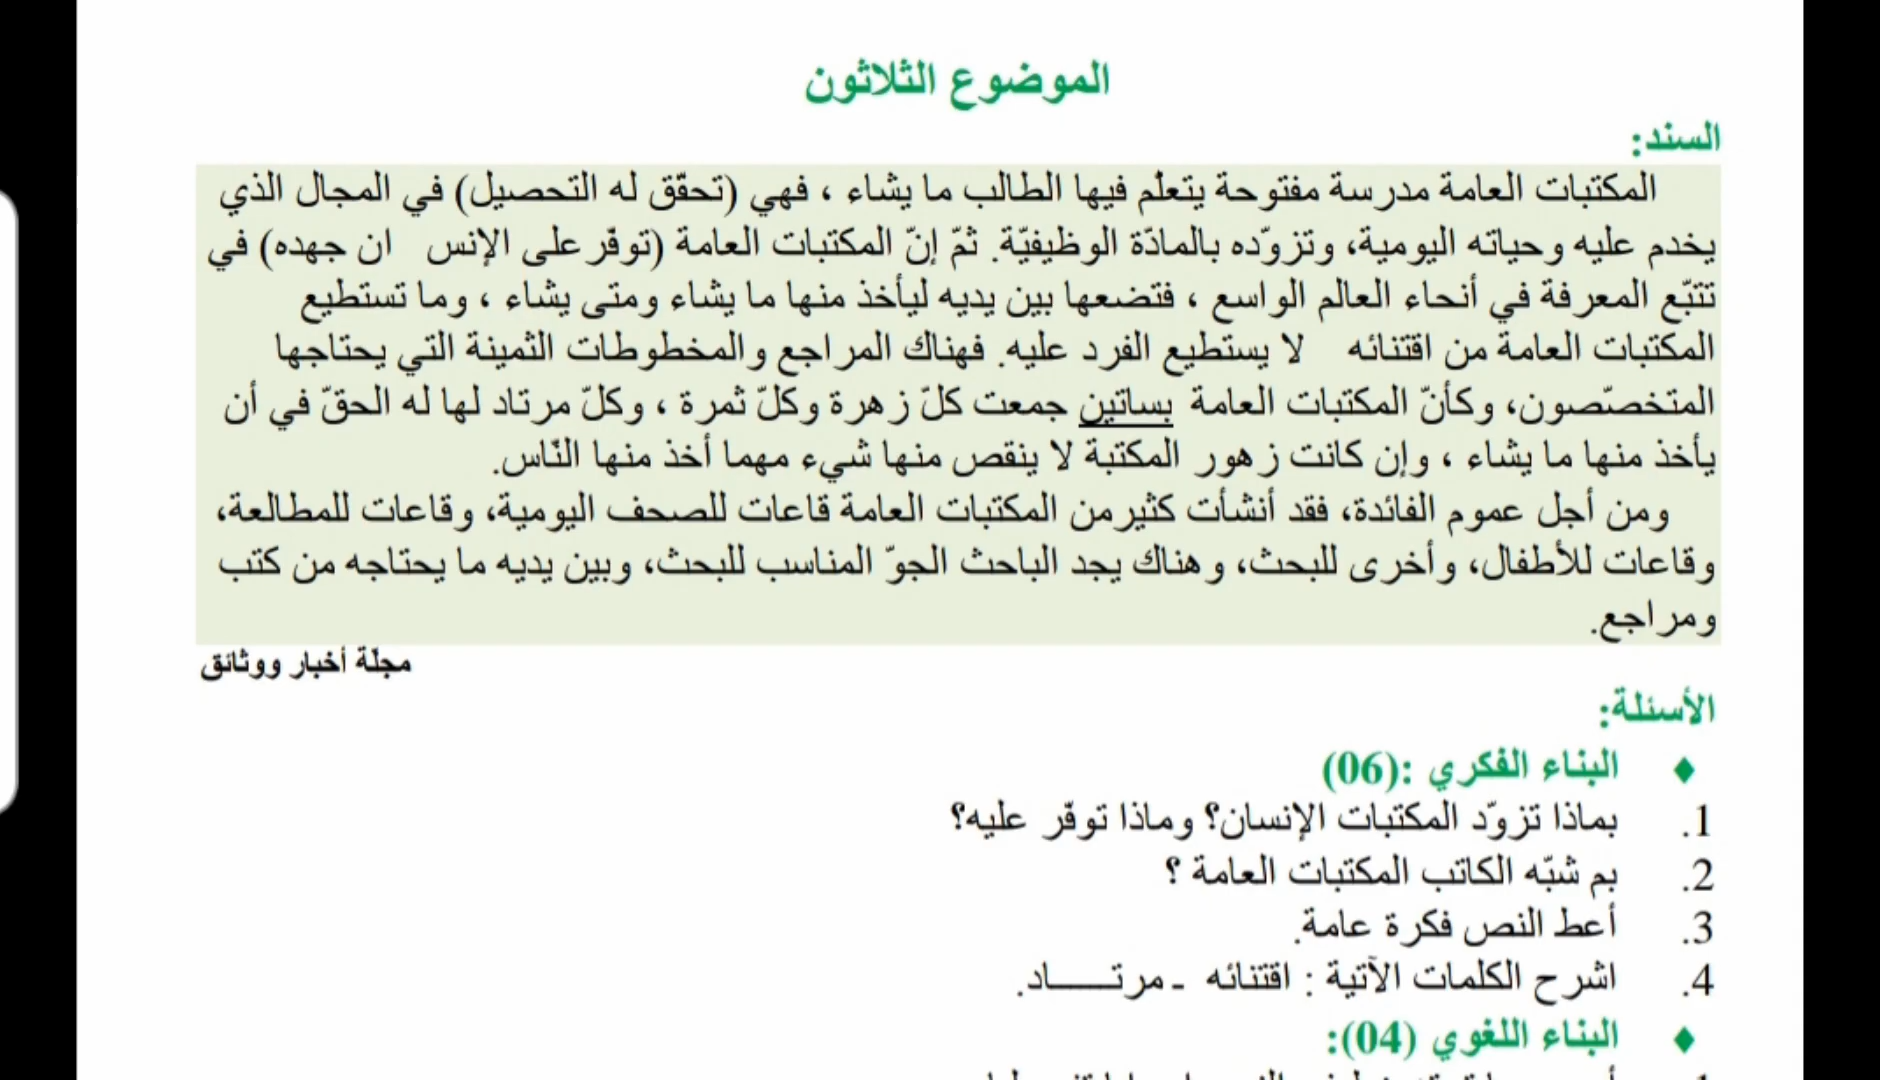 الموضوع الثلاثون
السند:
المكتبات العامة مدرسة مفتوحة يتعلّم فيها الطالب ما يشاء ، فهي (تحقّق له التحصيل) في المجال الذي
يخدم عليه وحياته اليومية، وتزوّده بالمادّة الوظيفيّة. ثمّ إنّ المكتبات العامة (توفّر على الإنس ان جهده) في
تتبّع المعرفة في أنحاء العالم الواسع ، فتضعها بين يديه ليأخذ منها ما يشاء ومتى يشاء ، وما تستطيع
المكتبات العامة من اقتنائه لا يستطيع الفرد عليه. فهناك المراجع والمخطوطات الثمينة التي يحتاجها
المتخصّصون، وكأنّ المكتبات العامة بساتين جمعت كلّ زهرة وكلّ ثمرة ، وكلّ مرتاد لها له الحقّ في أن
يأخذ منها ما يشاء ، وإن كانت زهور المكتبة لا ينقص منها شيء مهما أخذ منها النّاس.
ومن أجل عموم الفائدة، فقد أنشأت كثيرمن المكتبات العامة قاعات للصحف اليومية، وقاعات للمطالعة،
وقاعات للأطفال، وأخرى للبحث، وهناك يجد الباحث الجوّ المناسب للبحث، وبين يديه ما يحتاجه من كتب
ومراجع.
مجلّة أخبار ووثائق
الأسئلة:
♦ البناء الفكري :(06)
1. بماذا تزوّد المكتبات الإنسان؟ وماذا توفّر عليه؟
2. بم شبّه الكاتب المكتبات العامة ؟
3. أعط النص فكرة عامة.
4. اشرح الكلمات الآتية : اقتنائه - مرتـــــاد.
♦ البناء اللغوي (04):